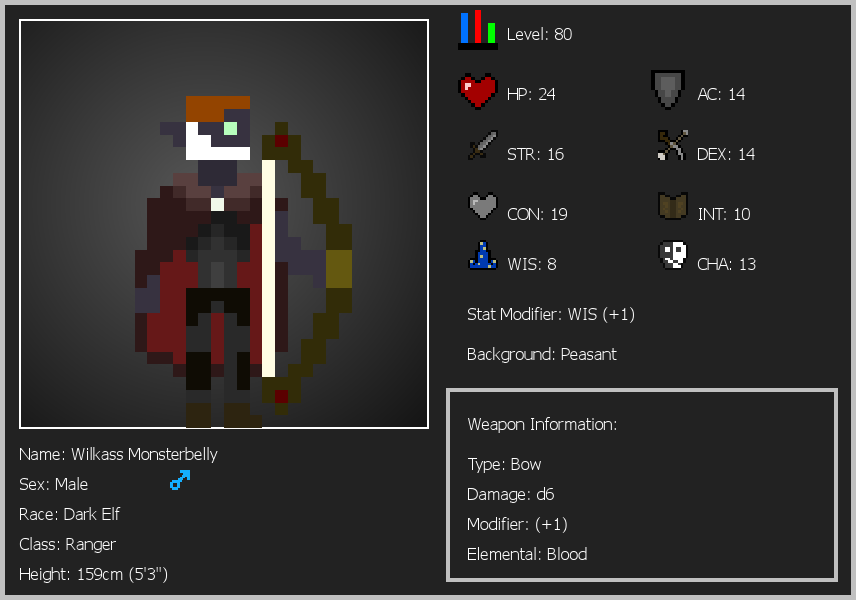 Level: 80
HP: 24
AC: 14
STR: 16
DEX: 14
CON: 19
INT: 10
WIS: 8
CHA: 13
Stat Modifier: WIS (+1)
Background: Peasant
Weapon Information:
Type: Bow
Damage: d6
Modifier: (+1)
Elemental: Blood
Name: Wilkass Monsterbelly
Sex: Male
Race: Dark Elf
Class: Ranger
Height: 159cm (5'3")